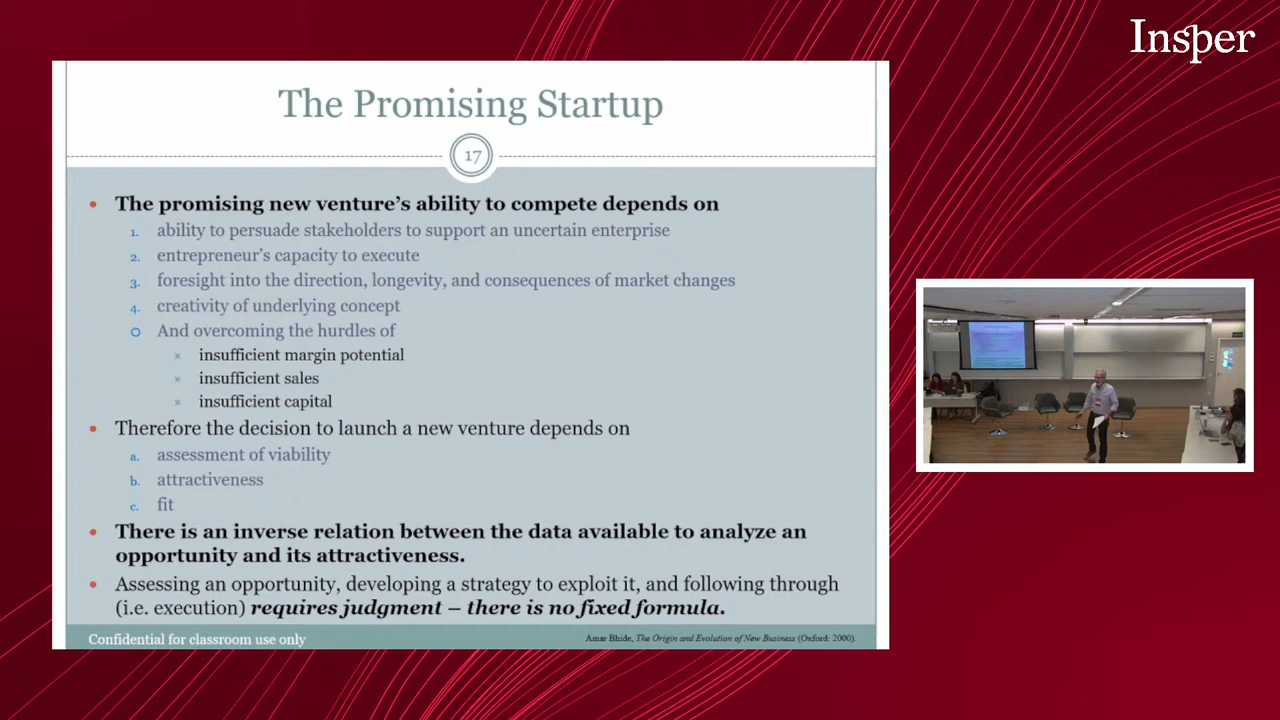 Insper
The Promising Startup
17
• The promising new venture's ability to compete depends on
1. ability to persuade stakeholders to support an uncertain enterprise
2. entrepreneur's capacity to execute
3. foresight into the direction, longevity, and consequences of market changes
4. creativity of underlying concept
And overcoming the hurdles of
insufficient margin potential
insufficient sales
insufficient capital
• Therefore the decision to launch a new venture depends on
a. assessment of viability
b. attractiveness
c. fit
• There is an inverse relation between the data available to analyze an
opportunity and its attractiveness.
• Assessing an opportunity, developing a strategy to exploit it, and following through
(i.e. execution) requires judgment – there is no fixed formula.
Confidential for classroom use only
Amar Bhide, The Origin and Evolution of New Business (Oxford: 2000).